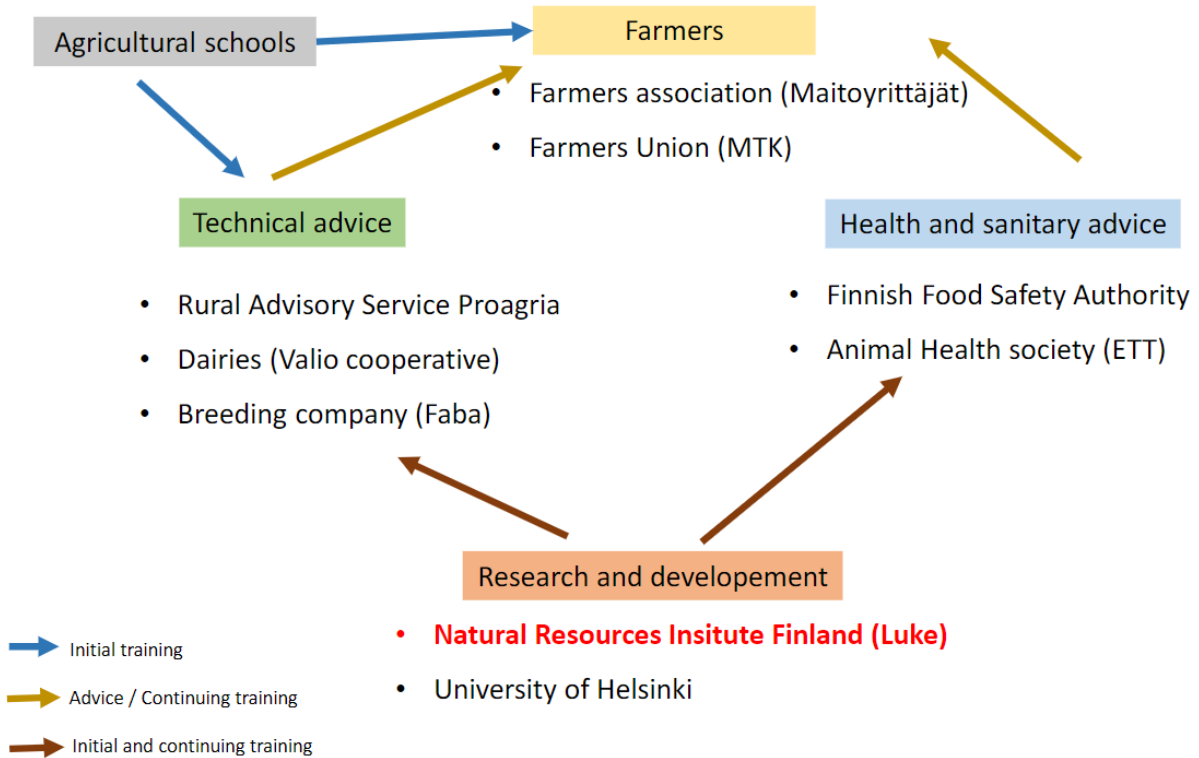 Agricultural schools
Farmers
• Farmers association (Maitoyrittäjät)
• Farmers Union (MTK)
Technical advice
• Rural Advisory Service Proagria
• Dairies (Valio cooperative)
• Breeding company (Faba)
Health and sanitary advice
• Finnish Food Safety Authority
• Animal Health society (ETT)
Research and developement
• Natural Resources Insitute Finland (Luke)
• University of Helsinki
Initial training
Advice / Continuing training
Initial and continuing training